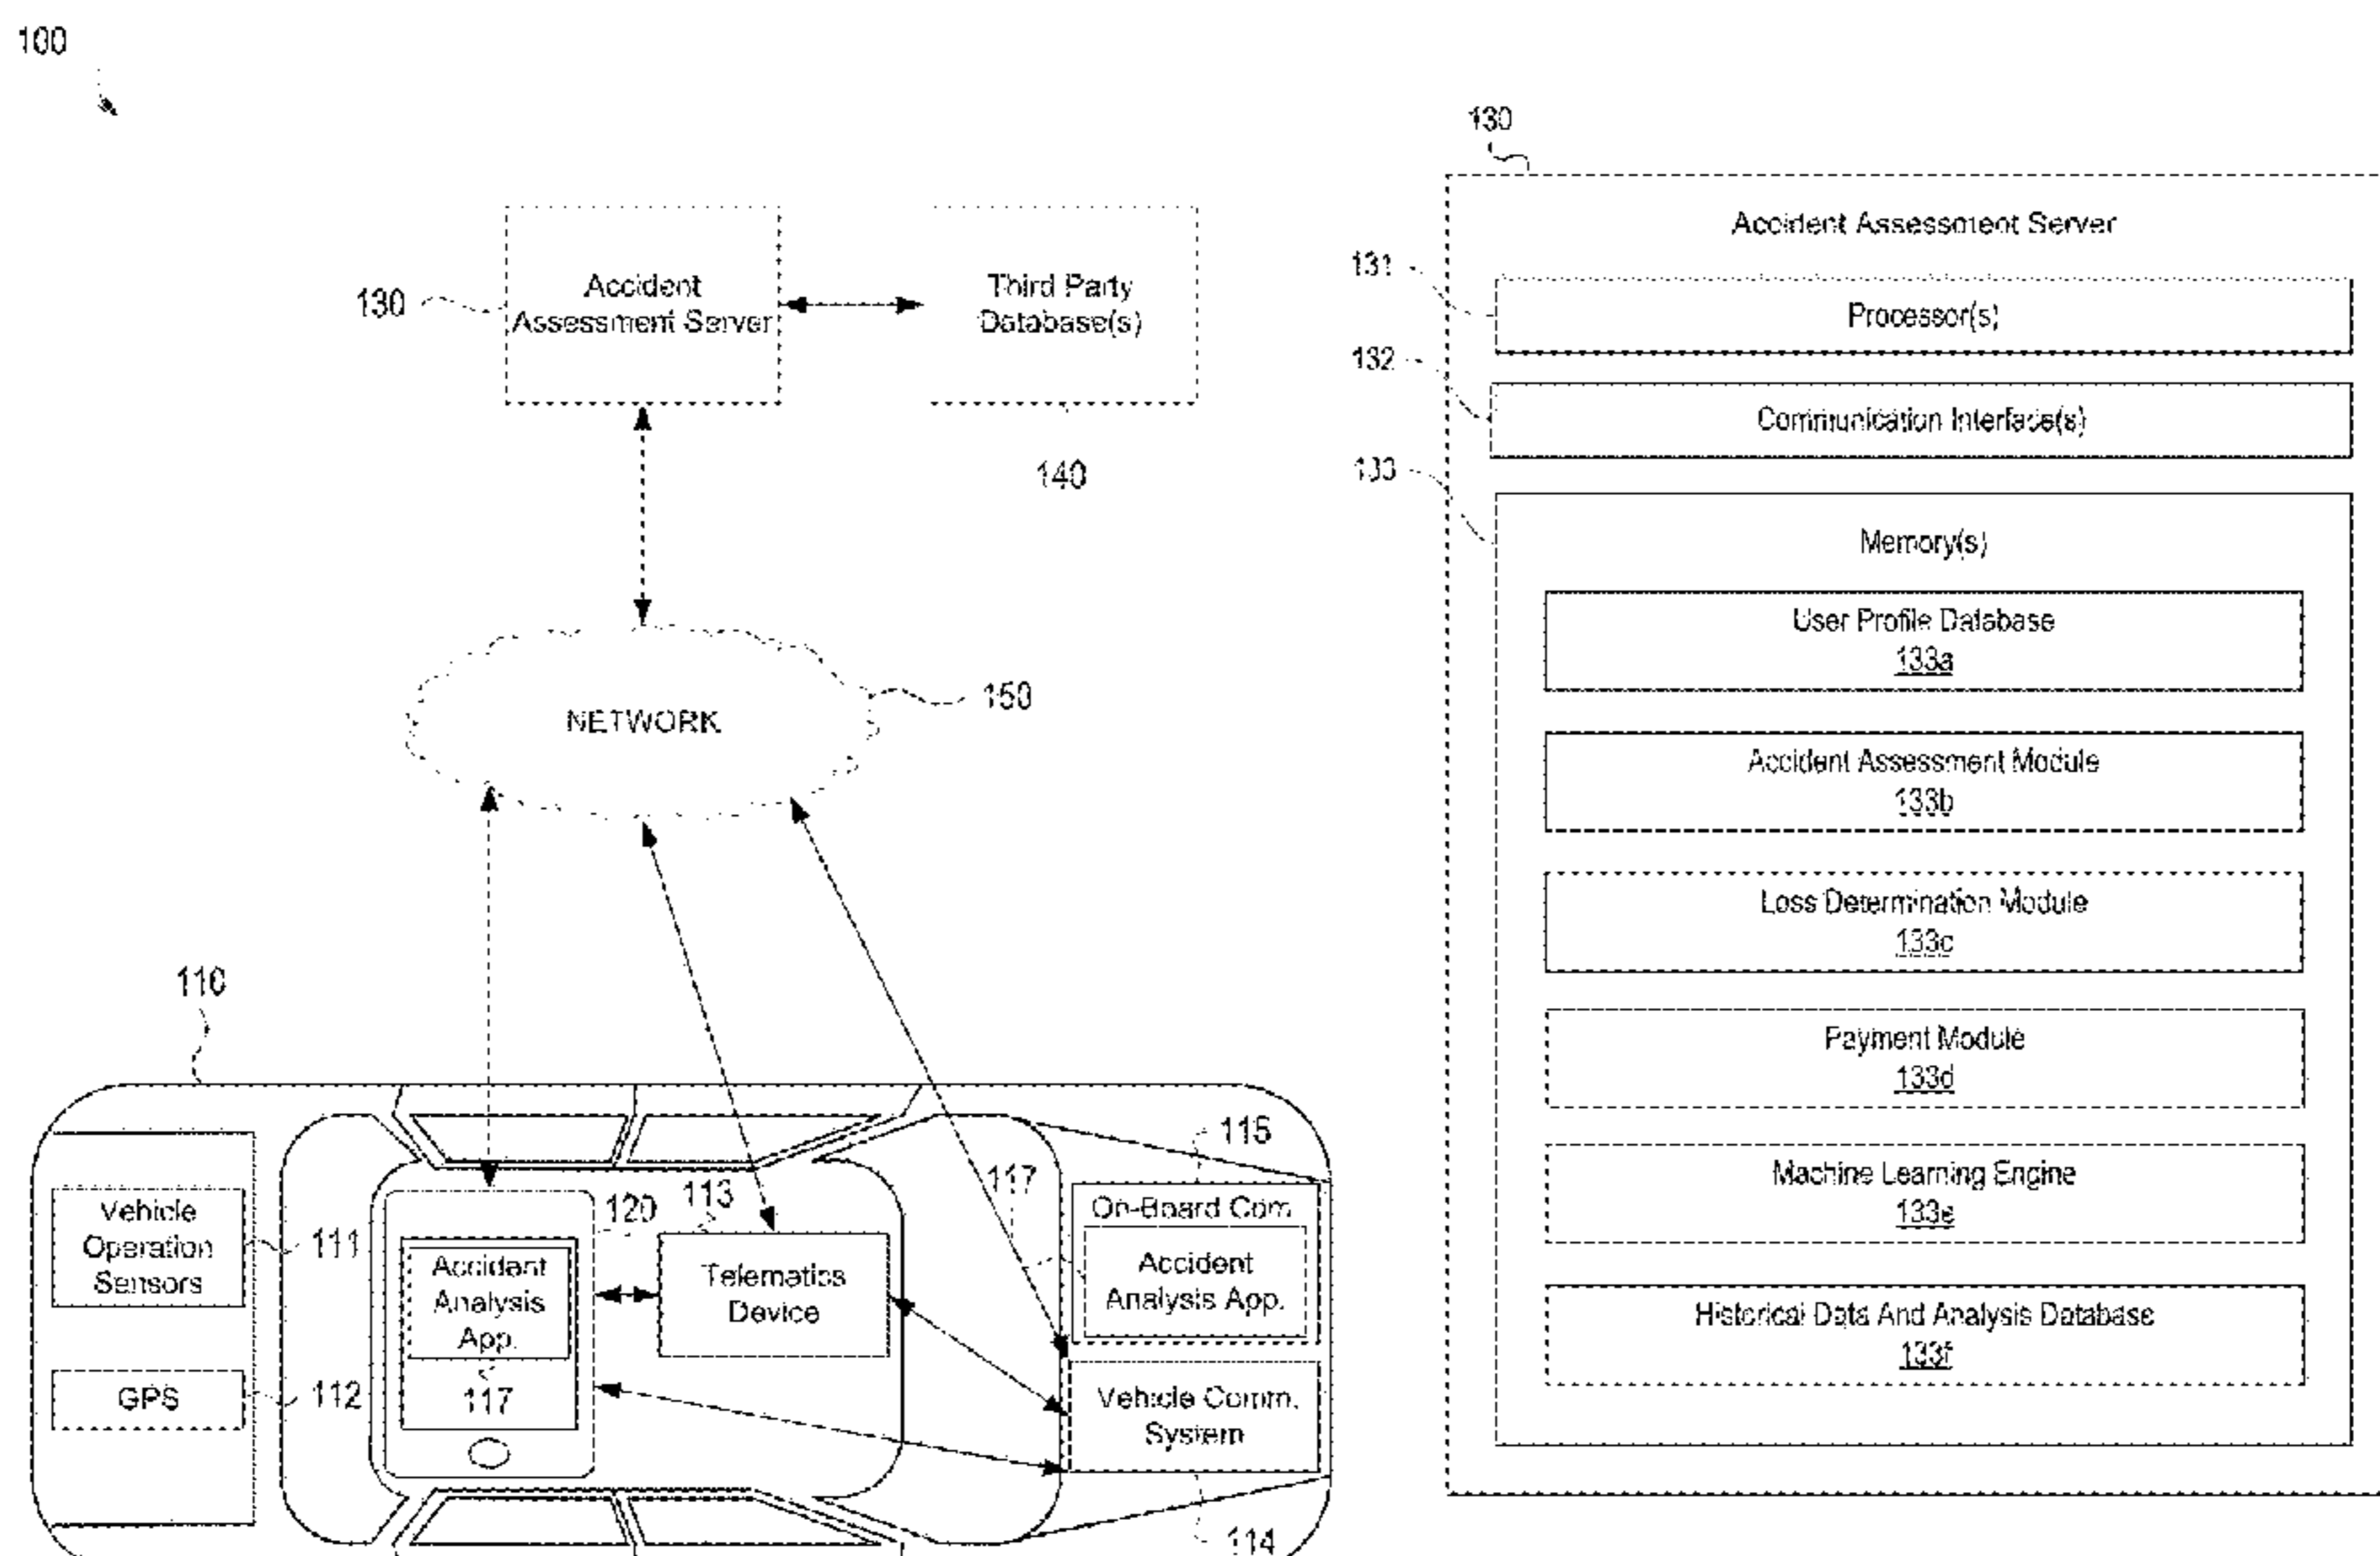 100
130
Accident
Assessment Server
Third Party
Database(s)
140
NETWORK
150
110
Vehicle
Operation
Sensors
111
GPS
112
120
113
Accident
Analysis
App.
117
Telematics
Device
117
115
On-Board Com.
Accident
Analysis App.
Vehicle Comm.
System
114
130
Accident Assessment Server
131
Processor(s)
132
Communication Interface(s)
133
Memory(s)
User Profile Database
133a
Accident Assessment Module
133b
Loss Determination Module
133c
Payment Module
133d
Machine Learning Engine
133e
Historical Data And Analysis Database
133f